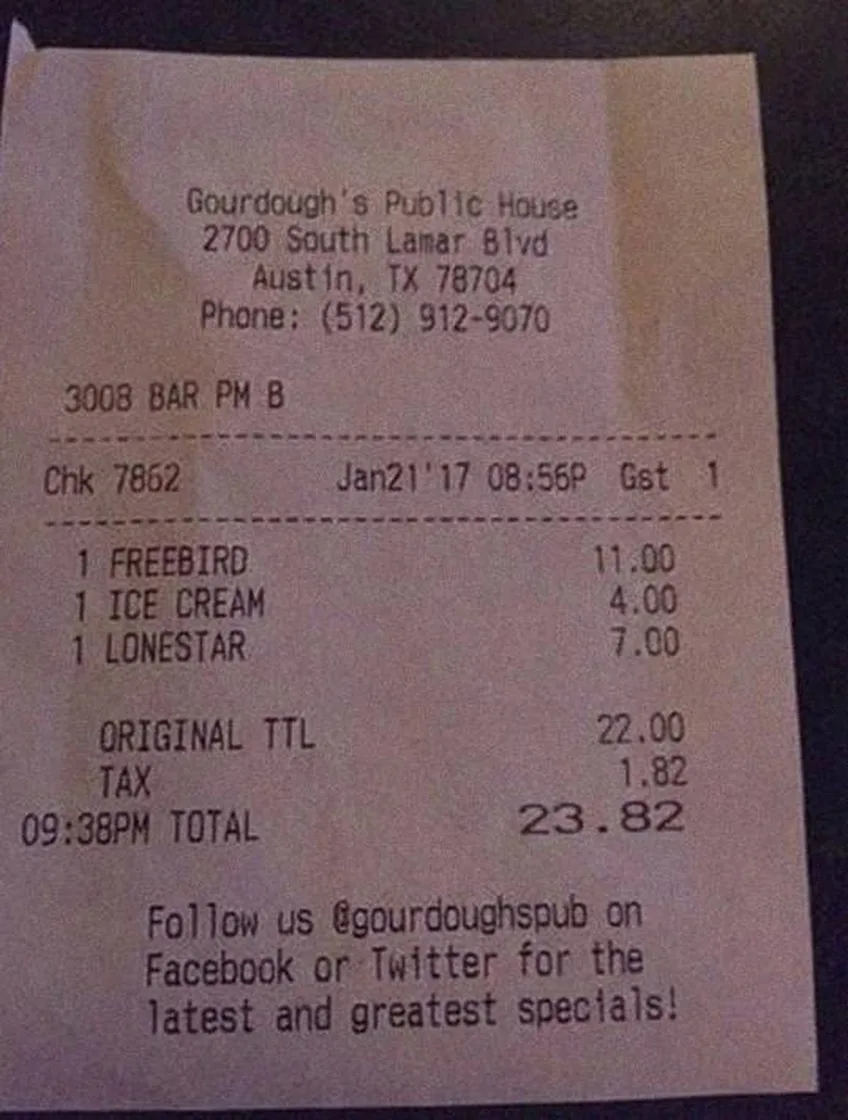 Gourdough's Public House
2700 South Lamar Blvd
Austin, TX 78704
Phone: (512) 912-9070
3008 BAR PM B
Chk 7862 Jan21'17 08:56P Gst 1
1 FREEBIRD 11.00
1 ICE CREAM 4.00
1 LONESTAR 7.00
ORIGINAL TTL 22.00
TAX 1.82
09:38PM TOTAL 23.82
Follow us @gourdoughspub on
Facebook or Twitter for the
latest and greatest specials!